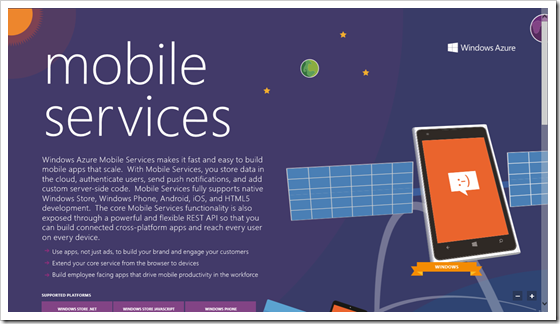 Windows Azure
mobile
services
Windows Azure Mobile Services makes it fast and easy to build
mobile apps that scale.  With Mobile Services, you store data in
the cloud, authenticate users, send push notifications, and add
custom server-side code.  Mobile Services fully supports native
Windows Store, Windows Phone, Android, iOS, and HTML5
development.  The core Mobile Services functionality is also
exposed through a powerful and flexible REST API so that you
can build connected cross-platform apps and reach every user
on every device.
Use apps, not just ads, to build your brand and engage your customers
Extend your core service from the browser to devices
Build employee facing apps that drive mobile productivity in the workforce
WINDOWS
SUPPORTED PLATFORMS
WINDOWS STORE .NET
WINDOWS STORE JAVASCRIPT
WINDOWS PHONE